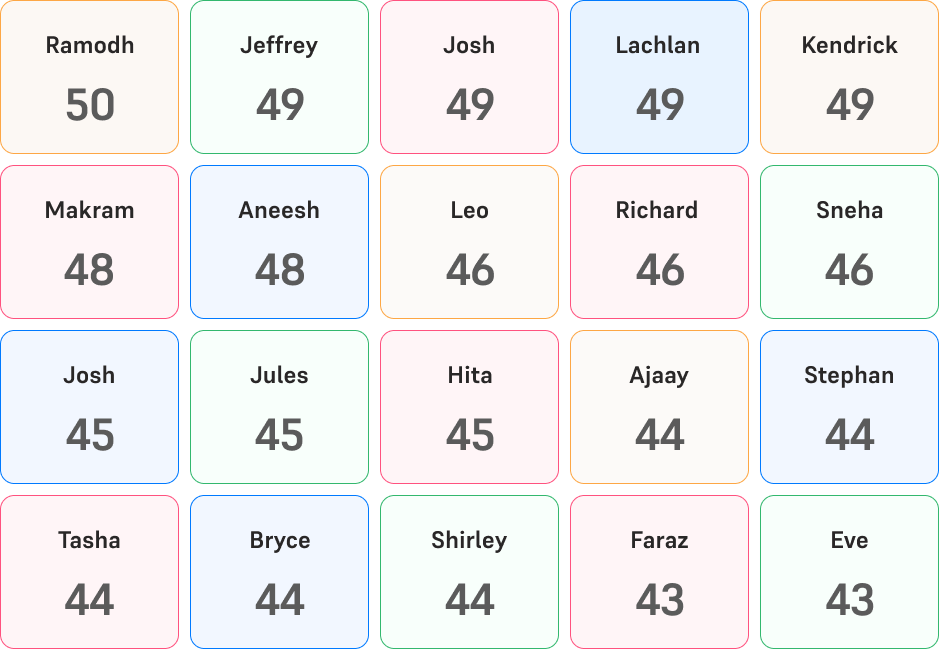 Ramodh
50
Jeffrey
49
Josh
49
Lachlan
49
Kendrick
49
Makram
48
Aneesh
48
Leo
46
Richard
46
Sneha
46
Josh
45
Jules
45
Hita
45
Ajaay
44
Stephan
44
Tasha
44
Bryce
44
Shirley
44
Faraz
43
Eve
43